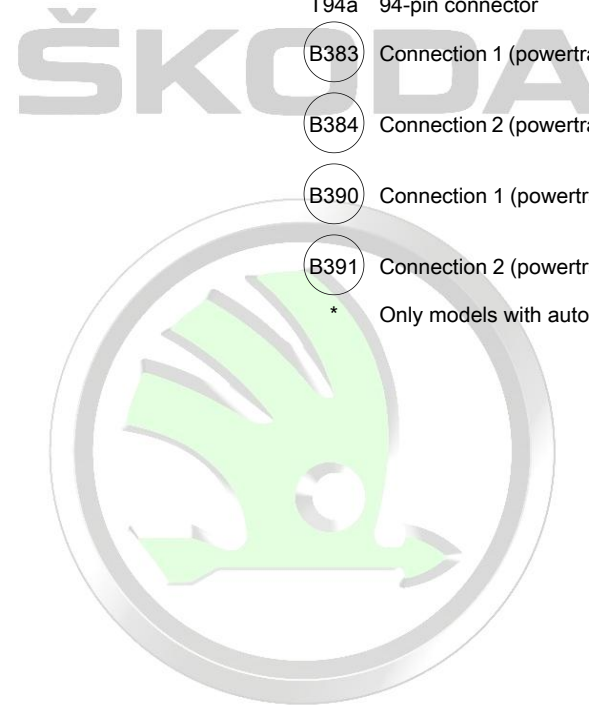 T94a 94-pin connector
ŠKODA
B383 Connection 1 (powertra
B384 Connection 2 (powertra
B390 Connection 1 (powertr
B391 Connection 2 (powertr
* Only models with auto